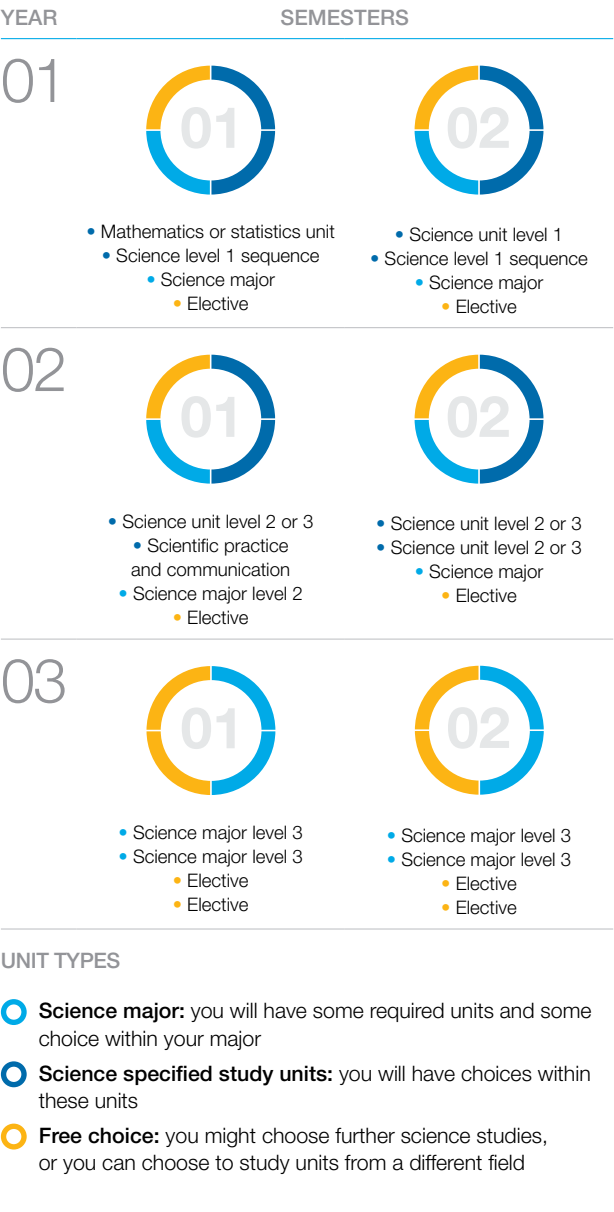 YEAR SEMESTERS
01
01
02
• Mathematics or statistics unit
• Science level 1 sequence
• Science major
• Elective
• Science unit level 1
• Science level 1 sequence
• Science major
• Elective
02
01
02
• Science unit level 2 or 3
• Scientific practice
and communication
• Science major level 2
• Elective
• Science unit level 2 or 3
• Science unit level 2 or 3
• Science major
• Elective
03
01
02
• Science major level 3
• Science major level 3
• Elective
• Elective
• Science major level 3
• Science major level 3
• Elective
• Elective
UNIT TYPES
Science major: you will have some required units and some
choice within your major
Science specified study units: you will have choices within
these units
Free choice: you might choose further science studies,
or you can choose to study units from a different field